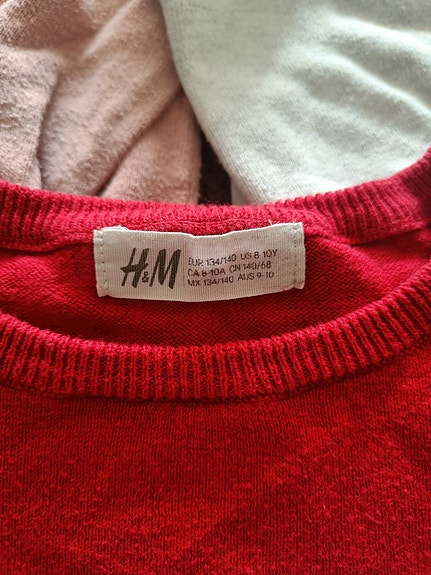 H&M
EUR 134/140 US 8-10Y
CA 8-10A CN 140/68
MX 134/140 AUS 9-10